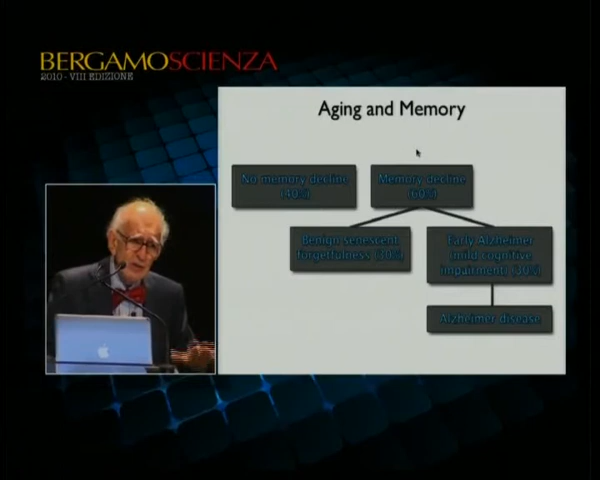 BERGAMOSCIENZA
2010 - VIII EDIZIONE
Aging and Memory
No memory decline
(40%)
Memory decline
(60%)
Benign senescent
forgetfulness (30%)
Early Alzheimer
mild cognitive
impairment) (30%)
Alzheimer disease